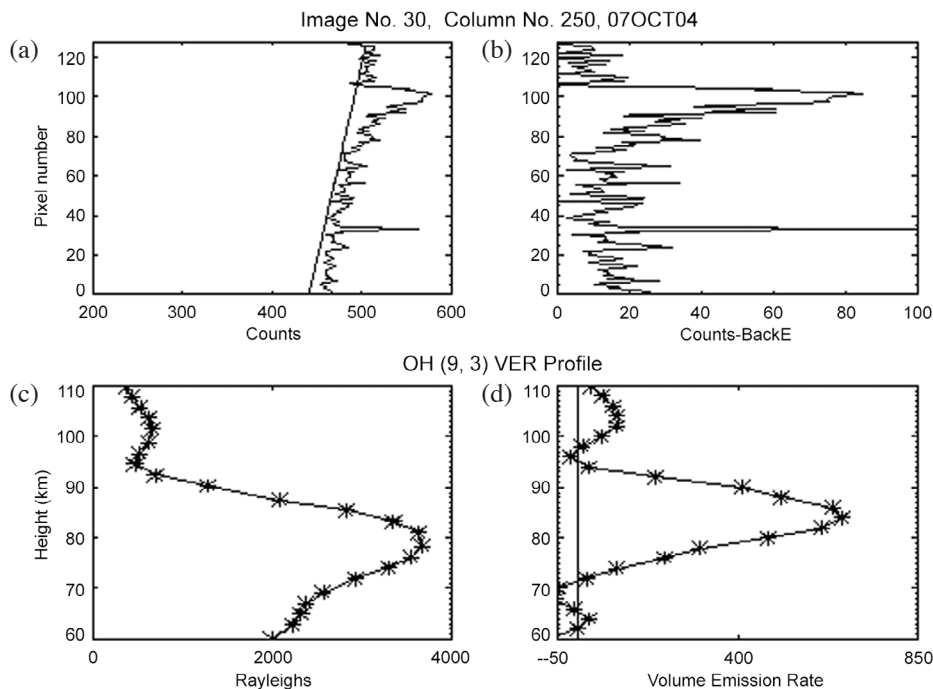 Image No. 30, Column No. 250, 07OCT04
(a)
120
100
80
60
40
20
0
Pixel number
200 300 400 500 600
Counts
(b)
120
100
80
60
40
20
0
0 20 40 60 80 100
Counts-BackE
OH (9, 3) VER Profile
(c)
110
100
90
80
70
60
Height (km)
0 2000 4000
Rayleighs
(d)
110
100
90
80
70
60
--50 400 850
Volume Emission Rate